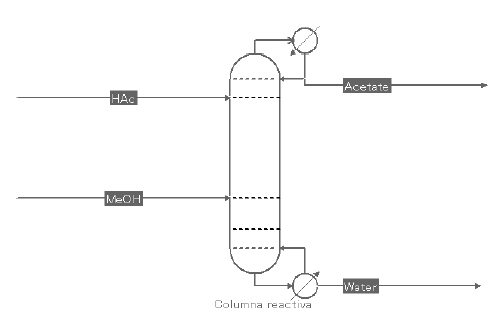 Acetate
HAc
MeOH
Water
Columna reactiva